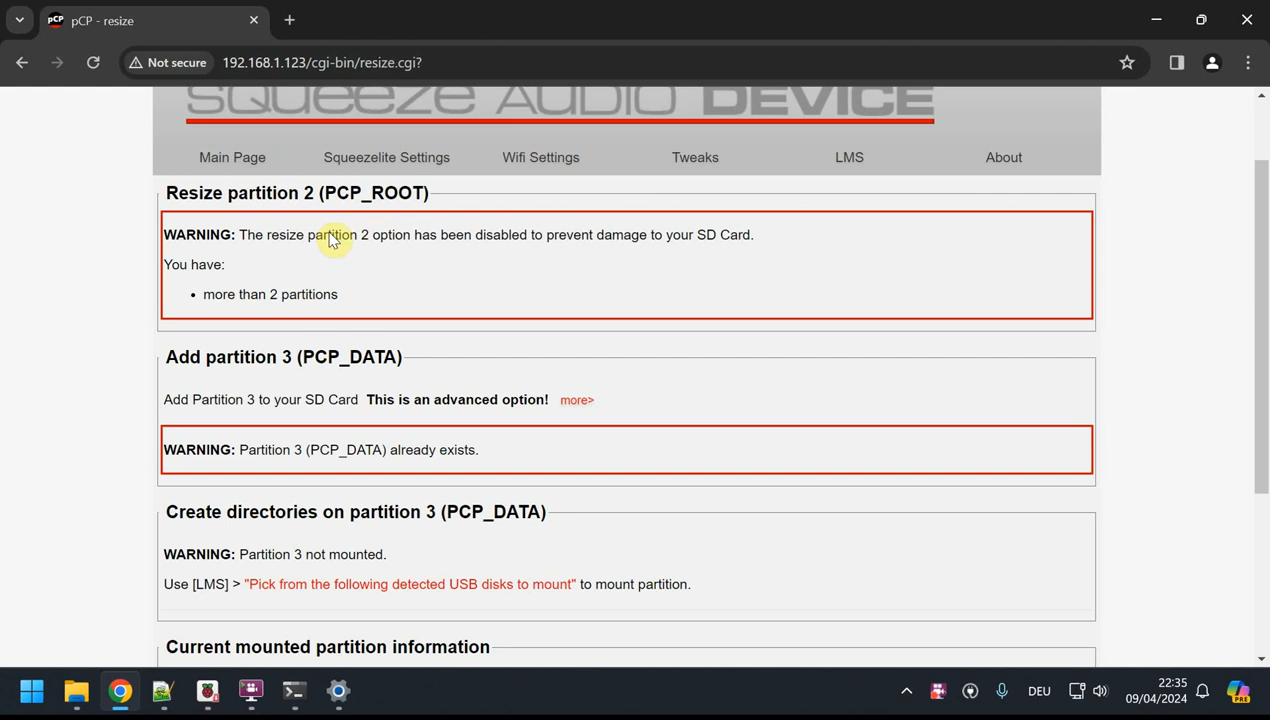 pCP - resize
Not secure 192.168.1.123/cgi-bin/resize.cgi?
SQUEEZE AUDIO DEVICE
Main Page Squeezelite Settings Wifi Settings Tweaks LMS About
Resize partition 2 (PCP_ROOT)
WARNING: The resize partition 2 option has been disabled to prevent damage to your SD Card.
You have:
• more than 2 partitions
Add partition 3 (PCP_DATA)
Add Partition 3 to your SD Card This is an advanced option! more>
WARNING: Partition 3 (PCP_DATA) already exists.
Create directories on partition 3 (PCP_DATA)
WARNING: Partition 3 not mounted.
Use [LMS] > "Pick from the following detected USB disks to mount" to mount partition.
Current mounted partition information
DEU
22:35
09/04/2024
PRE